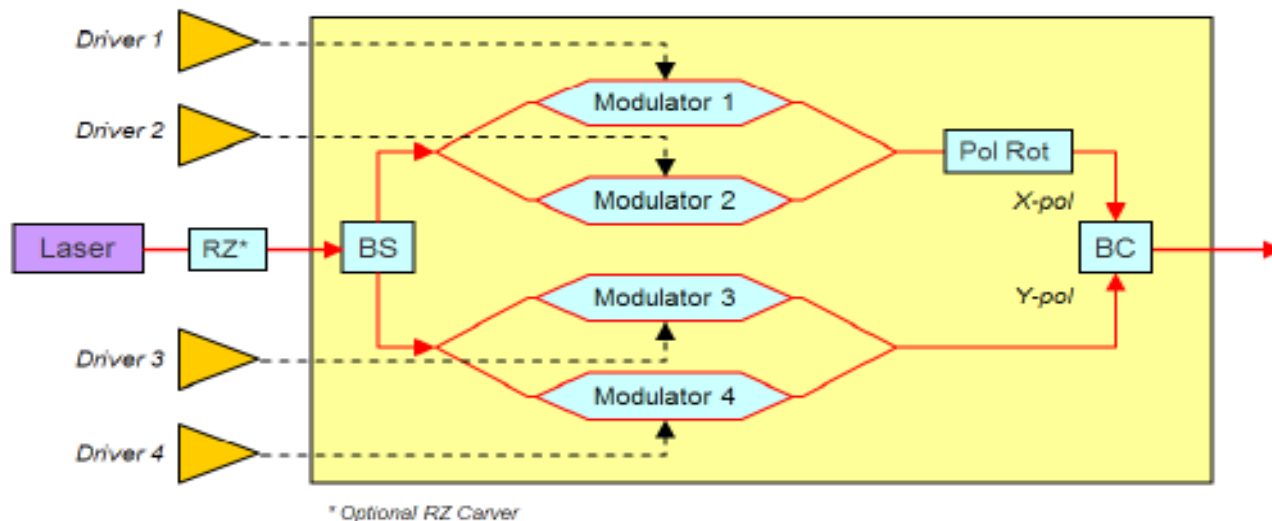 Driver 1
Modulator 1
Driver 2
Pol Rot
Modulator 2
X-pol
Laser
RZ*
BS
BC
Modulator 3
Y-pol
Driver 3
Modulator 4
Driver 4
* Optional RZ Carver